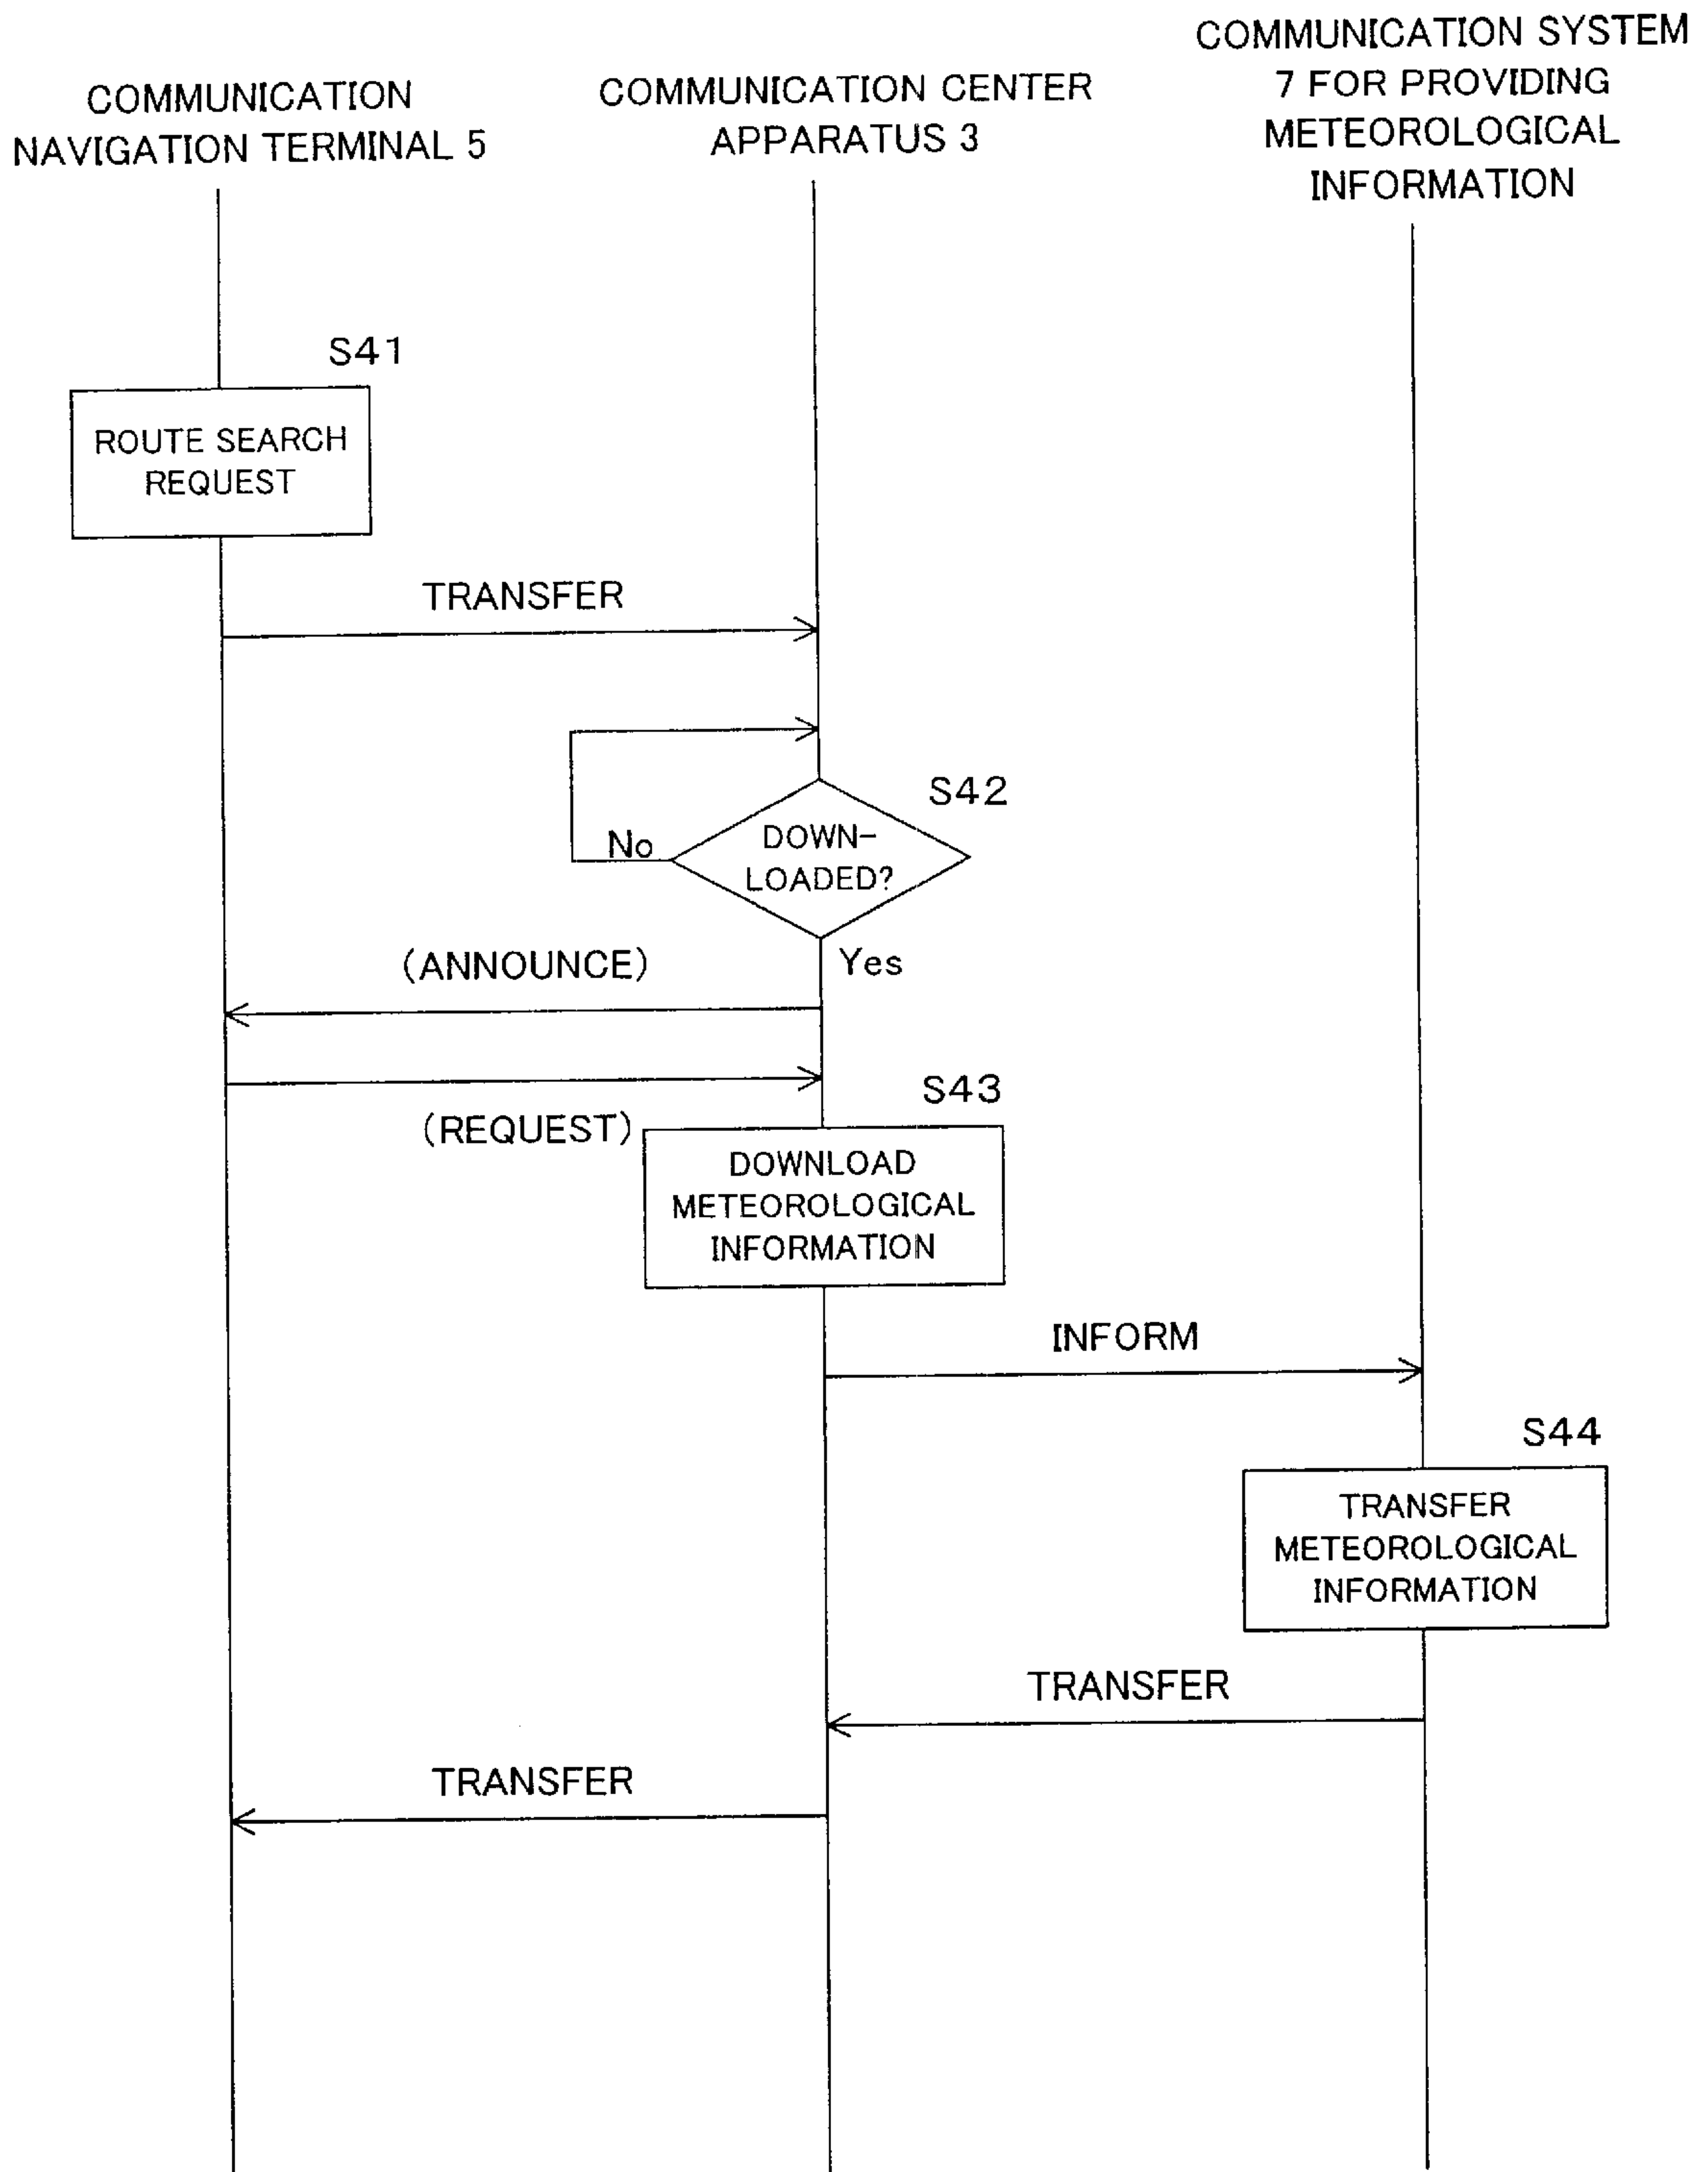 COMMUNICATION
NAVIGATION TERMINAL 5
COMMUNICATION CENTER
APPARATUS 3
COMMUNICATION SYSTEM
7 FOR PROVIDING
METEOROLOGICAL
INFORMATION
S41
ROUTE SEARCH
REQUEST
TRANSFER
S42
DOWN-
LOADED?
No
Yes
(ANNOUNCE)
(REQUEST)
S43
DOWNLOAD
METEOROLOGICAL
INFORMATION
INFORM
S44
TRANSFER
METEOROLOGICAL
INFORMATION
TRANSFER
TRANSFER